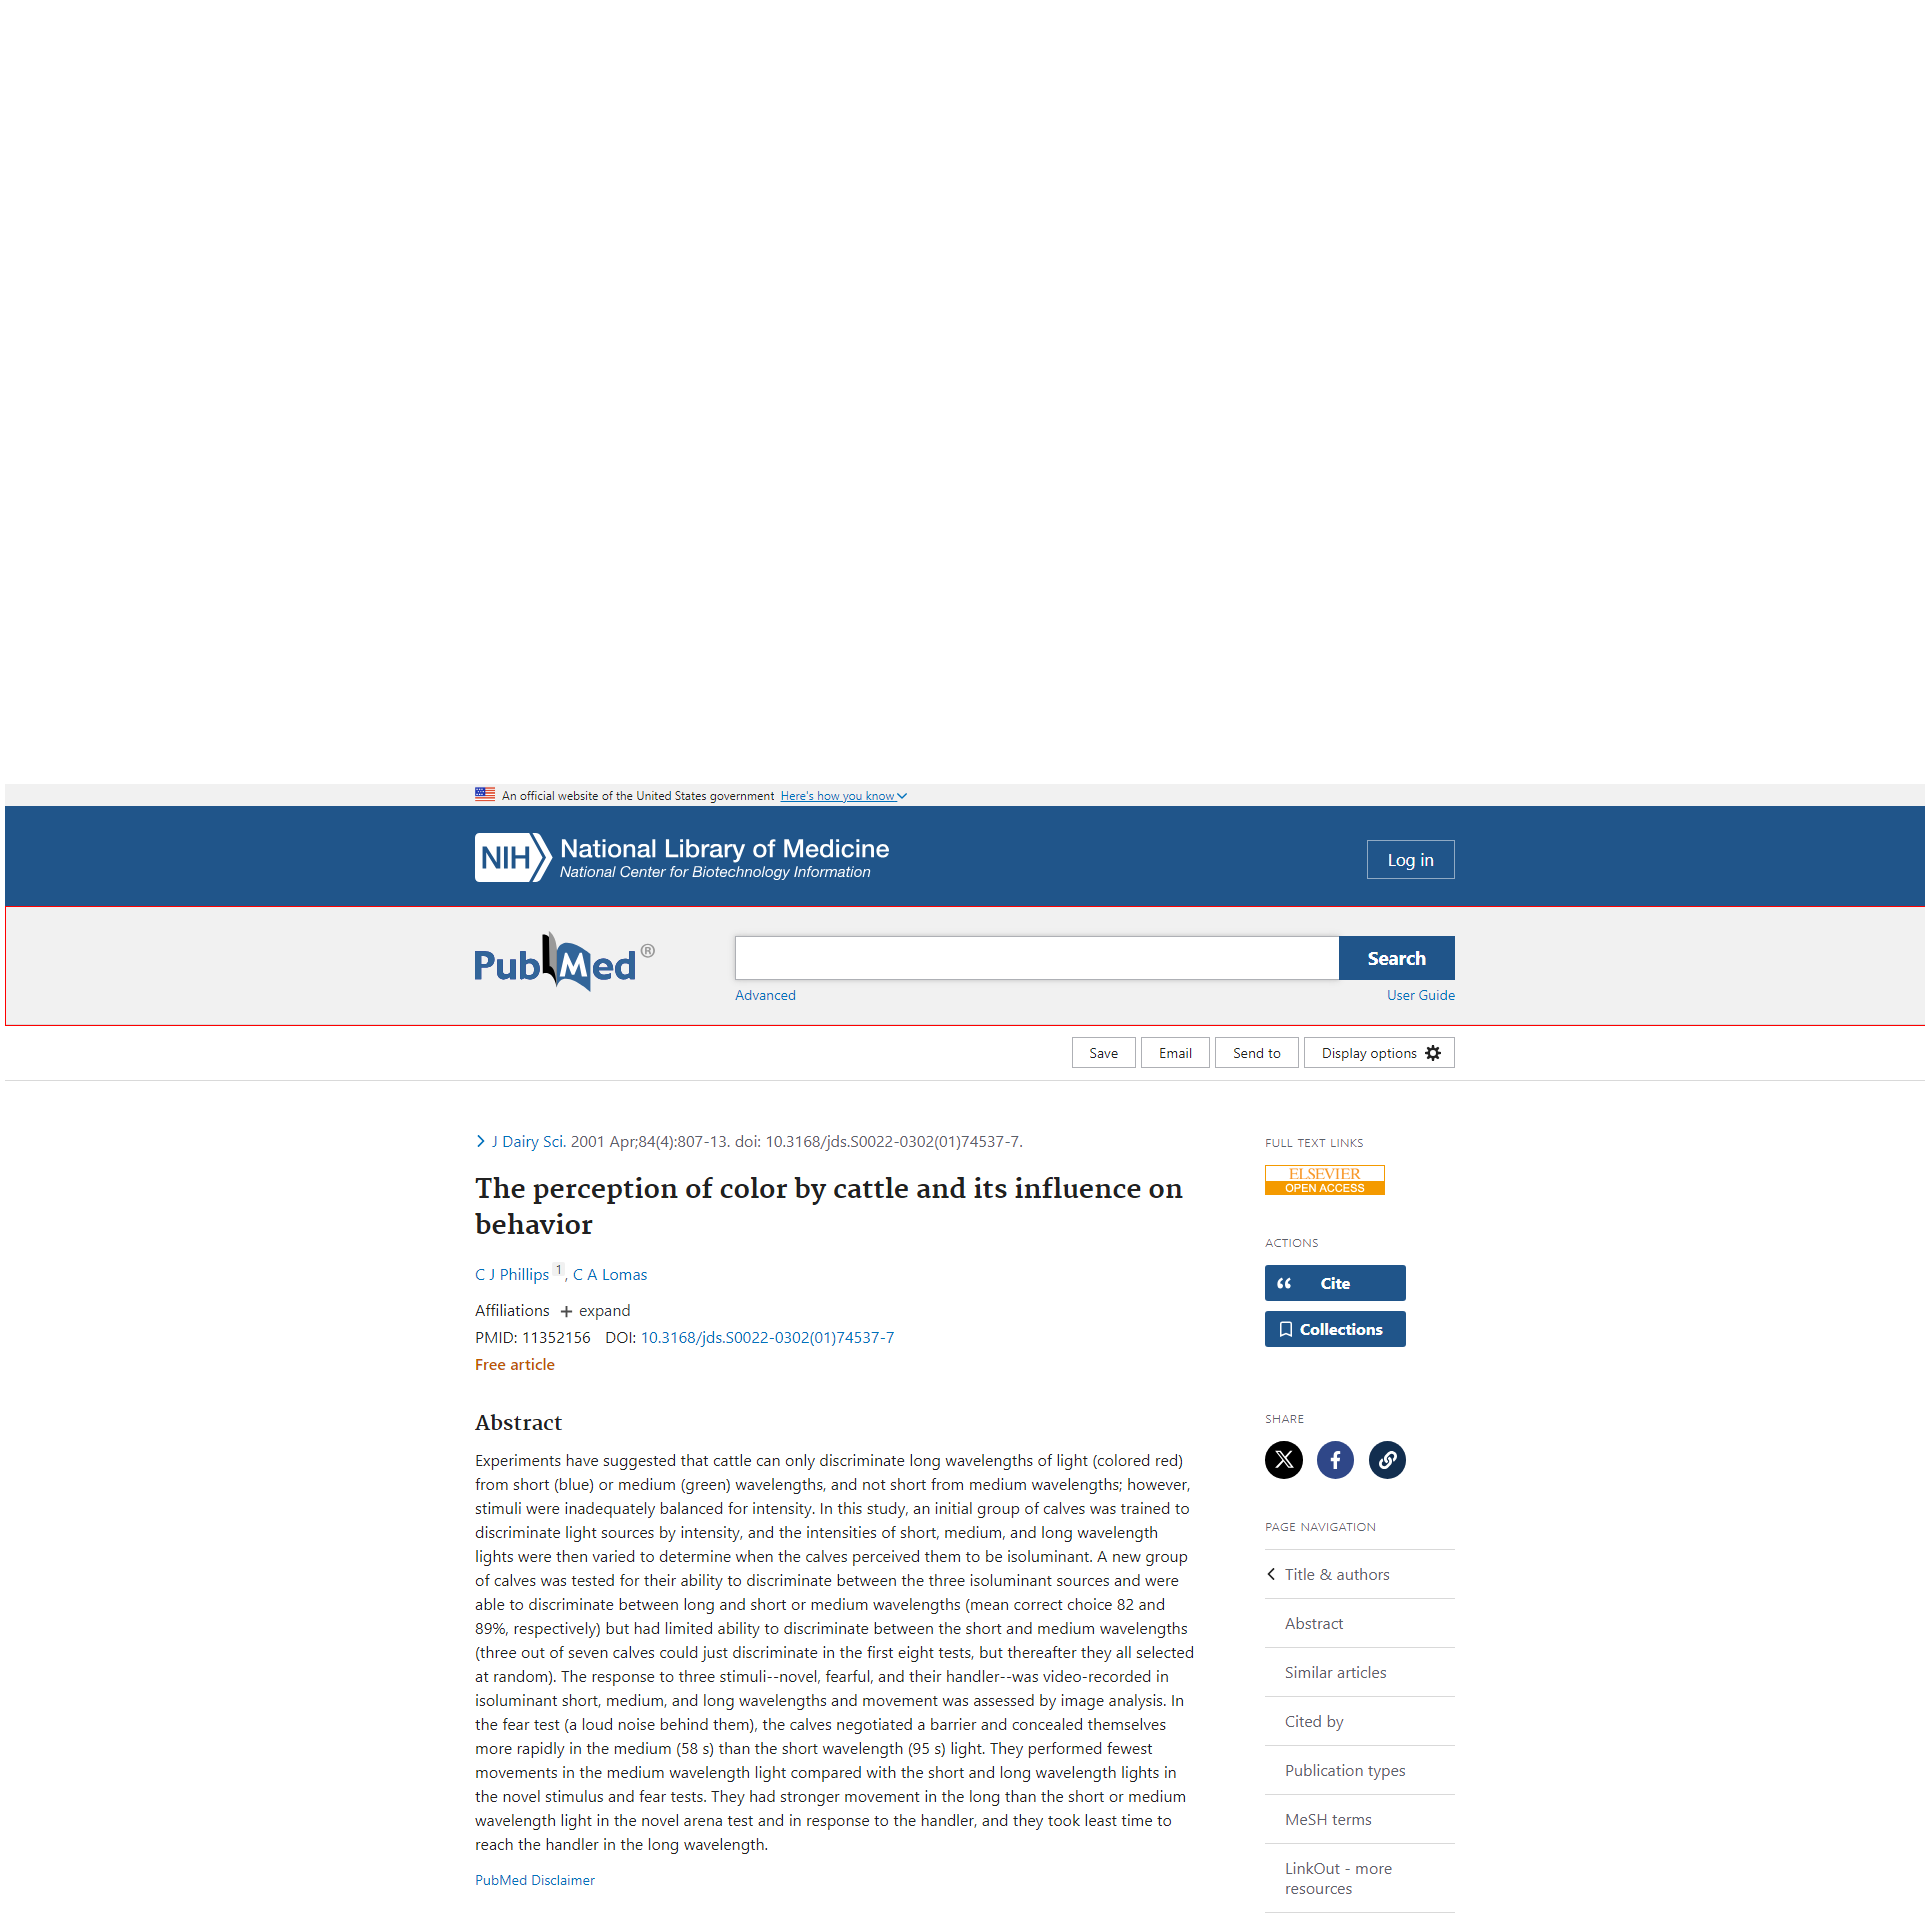 An official website of the United States government Here's how you know
NIH National Library of Medicine
National Center for Biotechnology Information
Log in
PubMed®
Search
Advanced
User Guide
Save
Email
Send to
Display options
J Dairy Sci. 2001 Apr;84(4):807-13. doi: 10.3168/jds.S0022-0302(01)74537-7.
The perception of color by cattle and its influence on
behavior
C J Phillips 1, C A Lomas
Affiliations + expand
PMID: 11352156 DOI: 10.3168/jds.S0022-0302(01)74537-7
Free article
Abstract
Experiments have suggested that cattle can only discriminate long wavelengths of light (colored red)
from short (blue) or medium (green) wavelengths, and not short from medium wavelengths; however,
stimuli were inadequately balanced for intensity. In this study, an initial group of calves was trained to
discriminate light sources by intensity, and the intensities of short, medium, and long wavelength
lights were then varied to determine when the calves perceived them to be isoluminant. A new group
of calves was tested for their ability to discriminate between the three isoluminant sources and were
able to discriminate between long and short or medium wavelengths (mean correct choice 82 and
89%, respectively) but had limited ability to discriminate between the short and medium wavelengths
(three out of seven calves could just discriminate in the first eight tests, but thereafter they all selected
at random). The response to three stimuli--novel, fearful, and their handler--was video-recorded in
isoluminant short, medium, and long wavelengths and movement was assessed by image analysis. In
the fear test (a loud noise behind them), the calves negotiated a barrier and concealed themselves
more rapidly in the medium (58 s) than the short wavelength (95 s) light. They performed fewest
movements in the medium wavelength light compared with the short and long wavelength lights in
the novel stimulus and fear tests. They had stronger movement in the long than the short or medium
wavelength light in the novel arena test and in response to the handler, and they took least time to
reach the handler in the long wavelength.
PubMed Disclaimer
FULL TEXT LINKS
ELSEVIER
OPEN ACCESS
ACTIONS
Cite
Collections
SHARE
PAGE NAVIGATION
Title & authors
Abstract
Similar articles
Cited by
Publication types
MeSH terms
LinkOut - more
resources